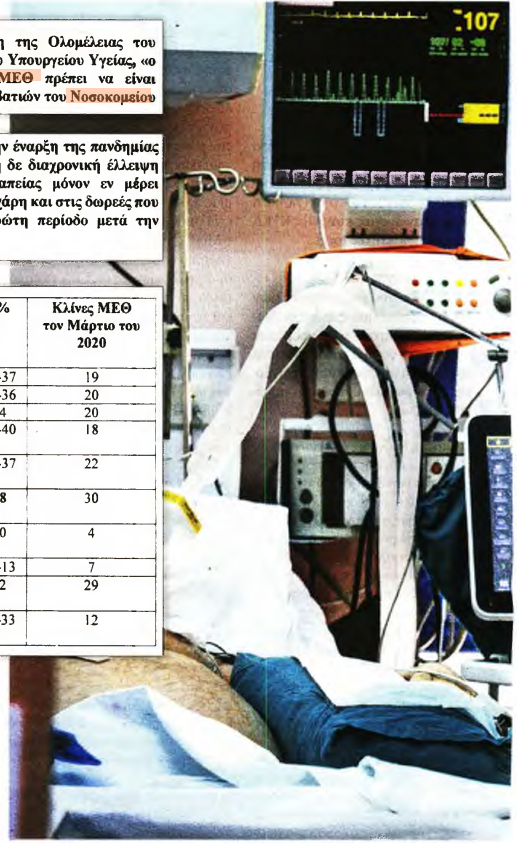 η της Ολομέλειας του
υ Υπουργείου Υγείας, «ο
ΜΕΘ πρέπει να είναι
βατιών του Νοσοκομείου
ην έναρξη της πανδημίας
η δε διαχρονική έλλειψη
απείας μόνον εν μέρει
χάρη και στις δωρεές που
ρώτη περίοδο μετά την
% Κλίνες ΜΕΘ
τον Μάρτιο του
2020
-37 19
-36 20
4 20
-40 18
-37 22
8 30
0 4
-13 7
2 29
-33 12
107